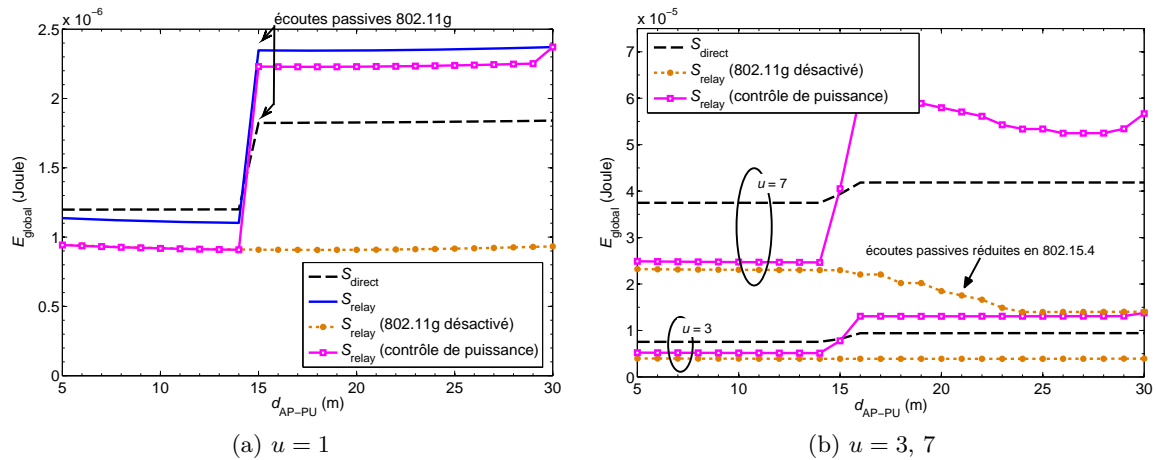 x 10⁻⁶
écoutes passives 802.11g
2.5
2
1.5
1
0.5
0
E_global (Joule)
S_direct
S_relay
S_relay (802.11g désactivé)
S_relay (contrôle de puissance)
5 10 15 20 25 30
d_AP−PU (m)
(a) u = 1
x 10⁻⁵
7
6
5
4
3
2
1
0
E_global (Joule)
S_direct
S_relay (802.11g désactivé)
S_relay (contrôle de puissance)
u = 7
écoutes passives réduites en 802.15.4
u = 3
5 10 15 20 25 30
d_AP−PU (m)
(b) u = 3, 7